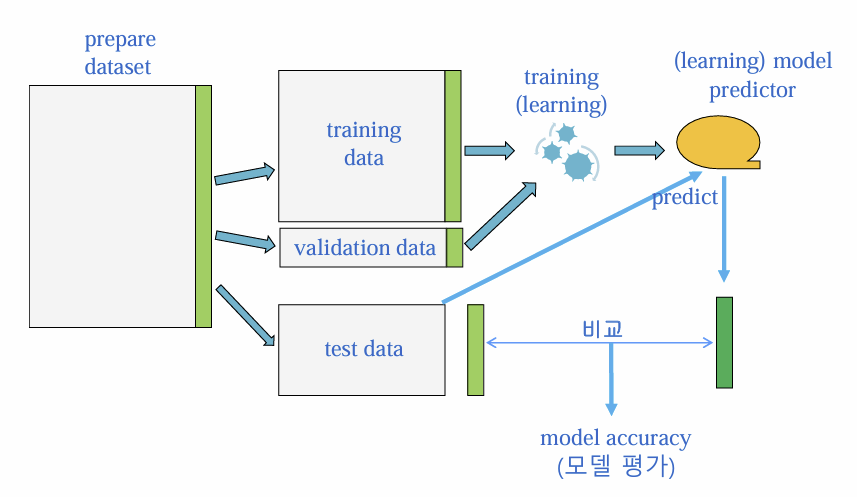 prepare
dataset
training
data
validation data
test data
training
(learning)
(learning) model
predictor
predict
비교
model accuracy
(모델 평가)